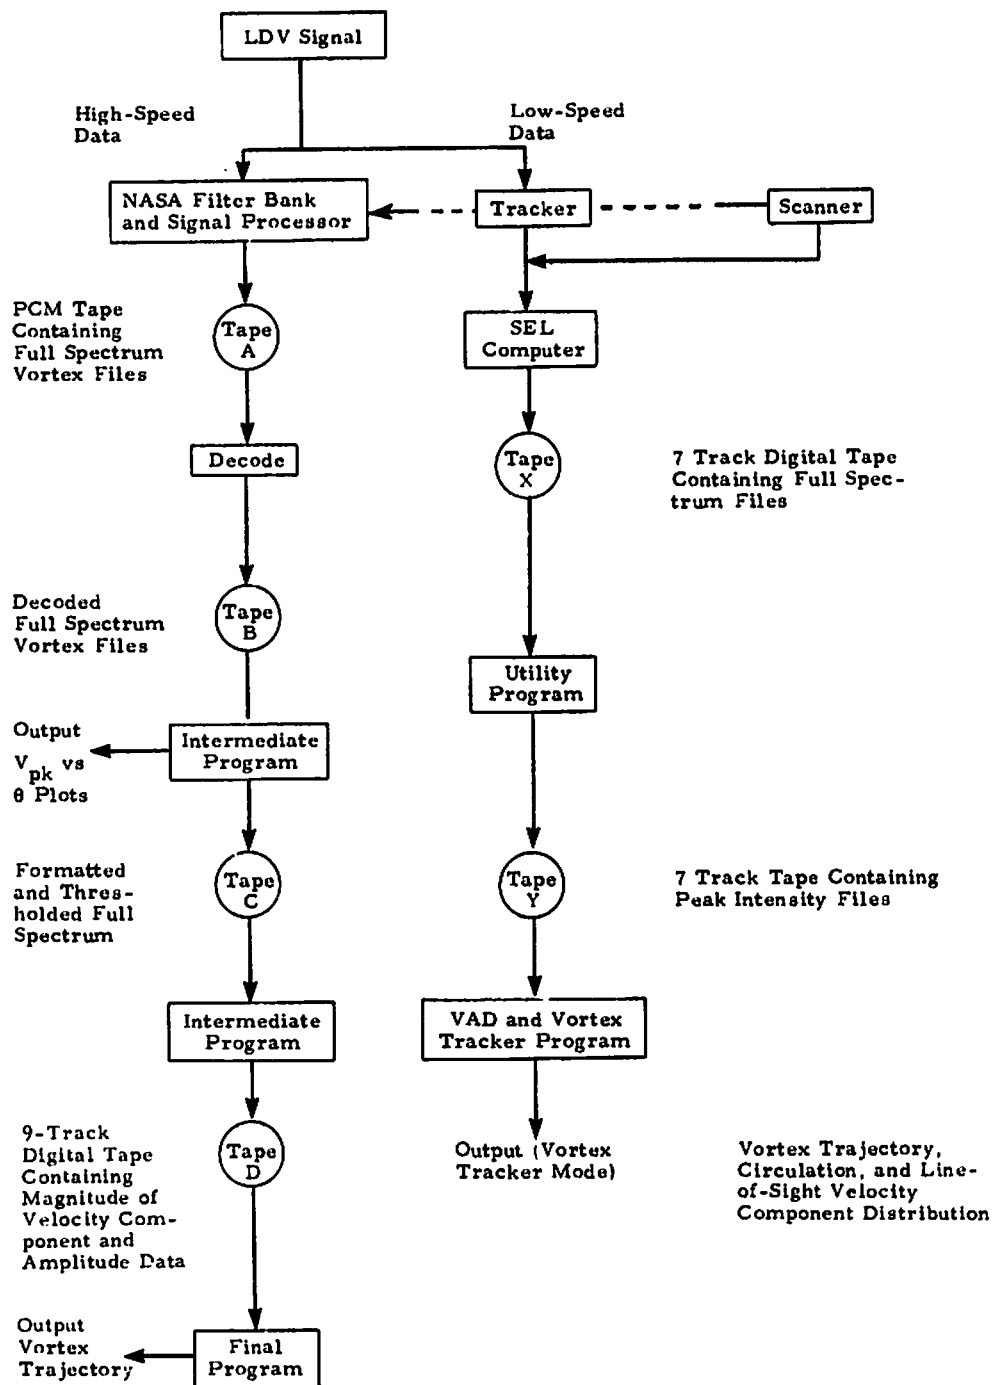 LDV Signal
High-Speed
Data
Low-Speed
Data
NASA Filter Bank
and Signal Processor
Tracker
Scanner
PCM Tape
Containing
Full Spectrum
Vortex Files
Tape
A
SEL
Computer
Decode
Tape
X
7 Track Digital Tape
Containing Full Spec-
trum Files
Decoded
Full Spectrum
Vortex Files
Tape
B
Utility
Program
Output
V pk vs
θ Plots
Intermediate
Program
Formatted
and Thres-
holded Full
Spectrum
Tape
C
Tape
Y
7 Track Tape Containing
Peak Intensity Files
Intermediate
Program
VAD and Vortex
Tracker Program
9-Track
Digital Tape
Containing
Magnitude of
Velocity Com-
ponent and
Amplitude Data
Tape
D
Output (Vortex
Tracker Mode)
Vortex Trajectory,
Circulation, and Line-
of-Sight Velocity
Component Distribution
Output
Vortex
Trajectory
Final
Program